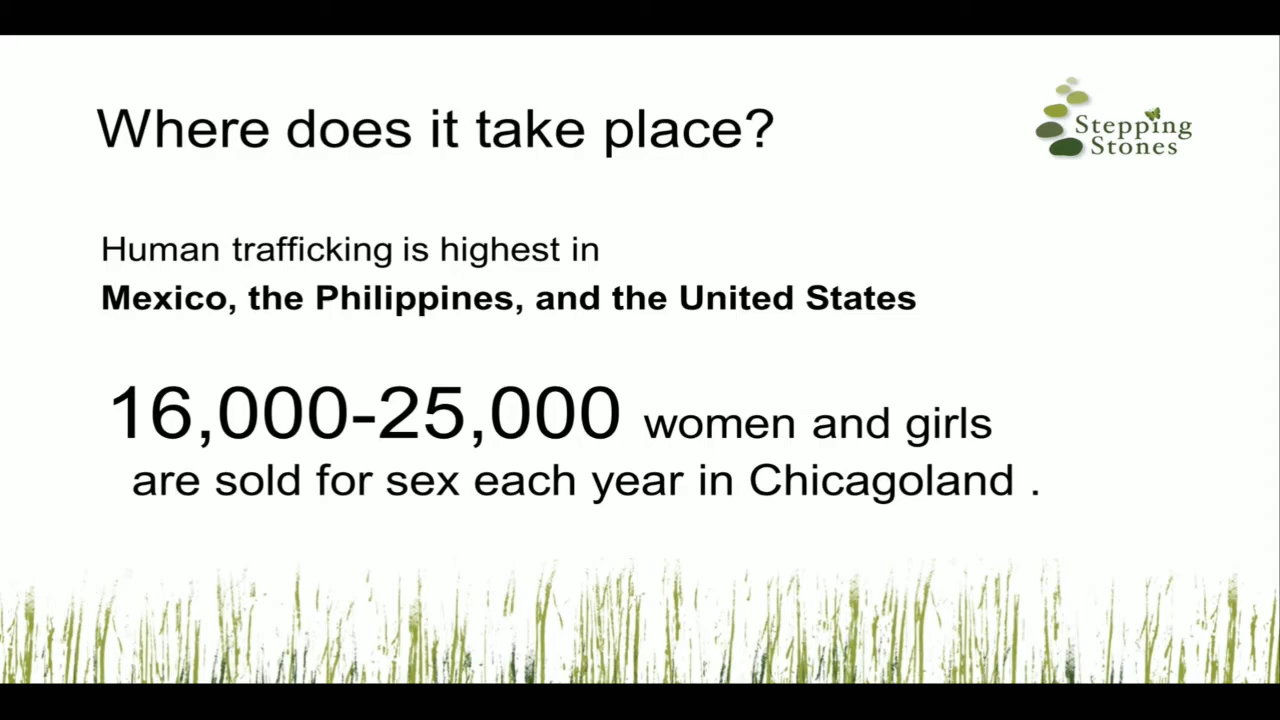 Where does it take place?
Stepping
Stones
Human trafficking is highest in
Mexico, the Philippines, and the United States
16,000-25,000 women and girls
are sold for sex each year in Chicagoland .